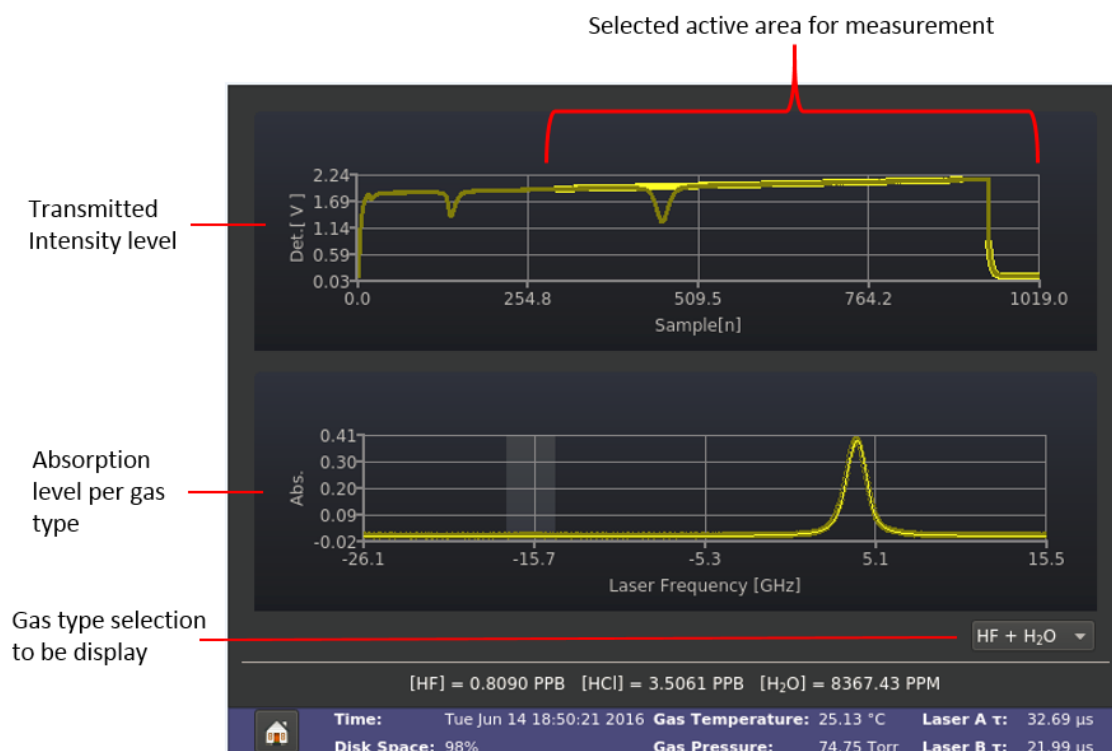 Selected active area for measurement
Transmitted
Intensity level
Det.[ V ]
2.24
1.69
1.14
0.59
0.03
0.0 254.8 509.5 764.2 1019.0
Sample[n]
Absorption
level per gas
type
Abs.
0.41
0.30
0.20
0.09
-0.02
-26.1 -15.7 -5.3 5.1 15.5
Laser Frequency [GHz]
Gas type selection
to be display
HF + H₂O
[HF] = 0.8090 PPB [HCl] = 3.5061 PPB [H₂O] = 8367.43 PPM
Time: Tue Jun 14 18:50:21 2016 Gas Temperature: 25.13 °C Laser A τ: 32.69 µs
Disk Space: 98% Gas Pressure: 74.75 Torr Laser B τ: 21.99 µs